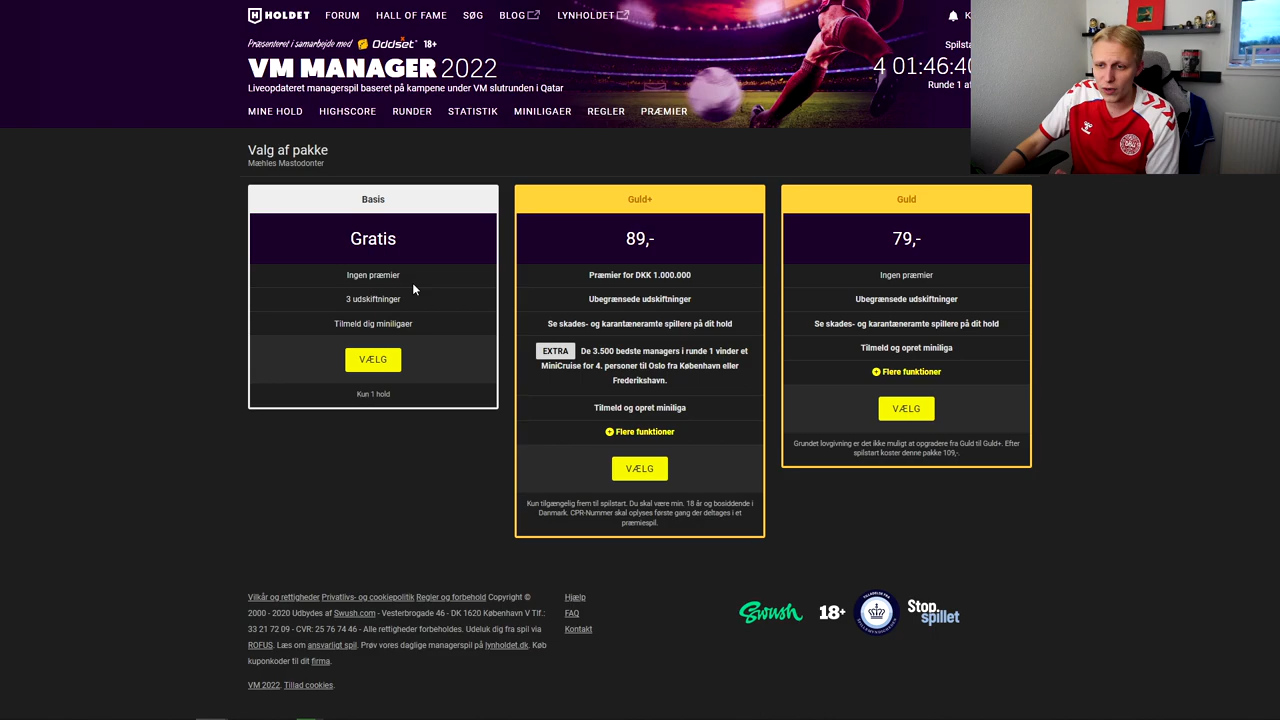 HOLDET
FORUM
HALL OF FAME
SØG
BLOG
LYNHOLDET
K
Præsenteret i samarbejde med Oddset 18+
VM MANAGER 2022
Liveopdateret managerspil baseret på kampene under VM slutrunden i Qatar
Spilsta
4 01:46:40
Runde 1 af
MINE HOLD
HIGHSCORE
RUNDER
STATISTIK
MINILIGAER
REGLER
PRÆMIER
Valg af pakke
Mæhles Mastodonter
Basis
Gratis
Ingen præmier
3 udskiftninger
Tilmeld dig miniligaer
VÆLG
Kun 1 hold
Guld+
89,-
Præmier for DKK 1.000.000
Ubegrænsede udskiftninger
Se skades- og karantæneramte spillere på dit hold
EXTRA De 3.500 bedste managers i runde 1 vinder et
MiniCruise for 4. personer til Oslo fra København eller
Frederikshavn.
Tilmeld og opret miniliga
Flere funktioner
VÆLG
Kun tilgængelig frem til spilstart. Du skal være min. 18 år og bosiddende i
Danmark. CPR-Nummer skal oplyses første gang der deltages i et
præmiespil.
Guld
79,-
Ingen præmier
Ubegrænsede udskiftninger
Se skades- og karantæneramte spillere på dit hold
Tilmeld og opret miniliga
Flere funktioner
VÆLG
Grundet lovgivning er det ikke muligt at opgradere fra Guld til Guld+. Efter
spilstart koster denne pakke 109,-.
Vilkår og rettigheder Privatlivs- og cookiepolitik Regler og forbehold Copyright ©
2000 - 2020 Udbydes af Swush.com - Vesterbrogade 46 - DK 1620 København V Tlf.:
33 21 72 09 - CVR: 25 76 74 46 - Alle rettigheder forbeholdes. Udeluk dig fra spil via
ROFUS. Læs om ansvarligt spil. Prøv vores daglige managerspil på lynholdet.dk. Køb
kuponkoder til dit firma.
VM 2022. Tillad cookies.
Hjælp
FAQ
Kontakt
Swush
18+
Stop
spillet